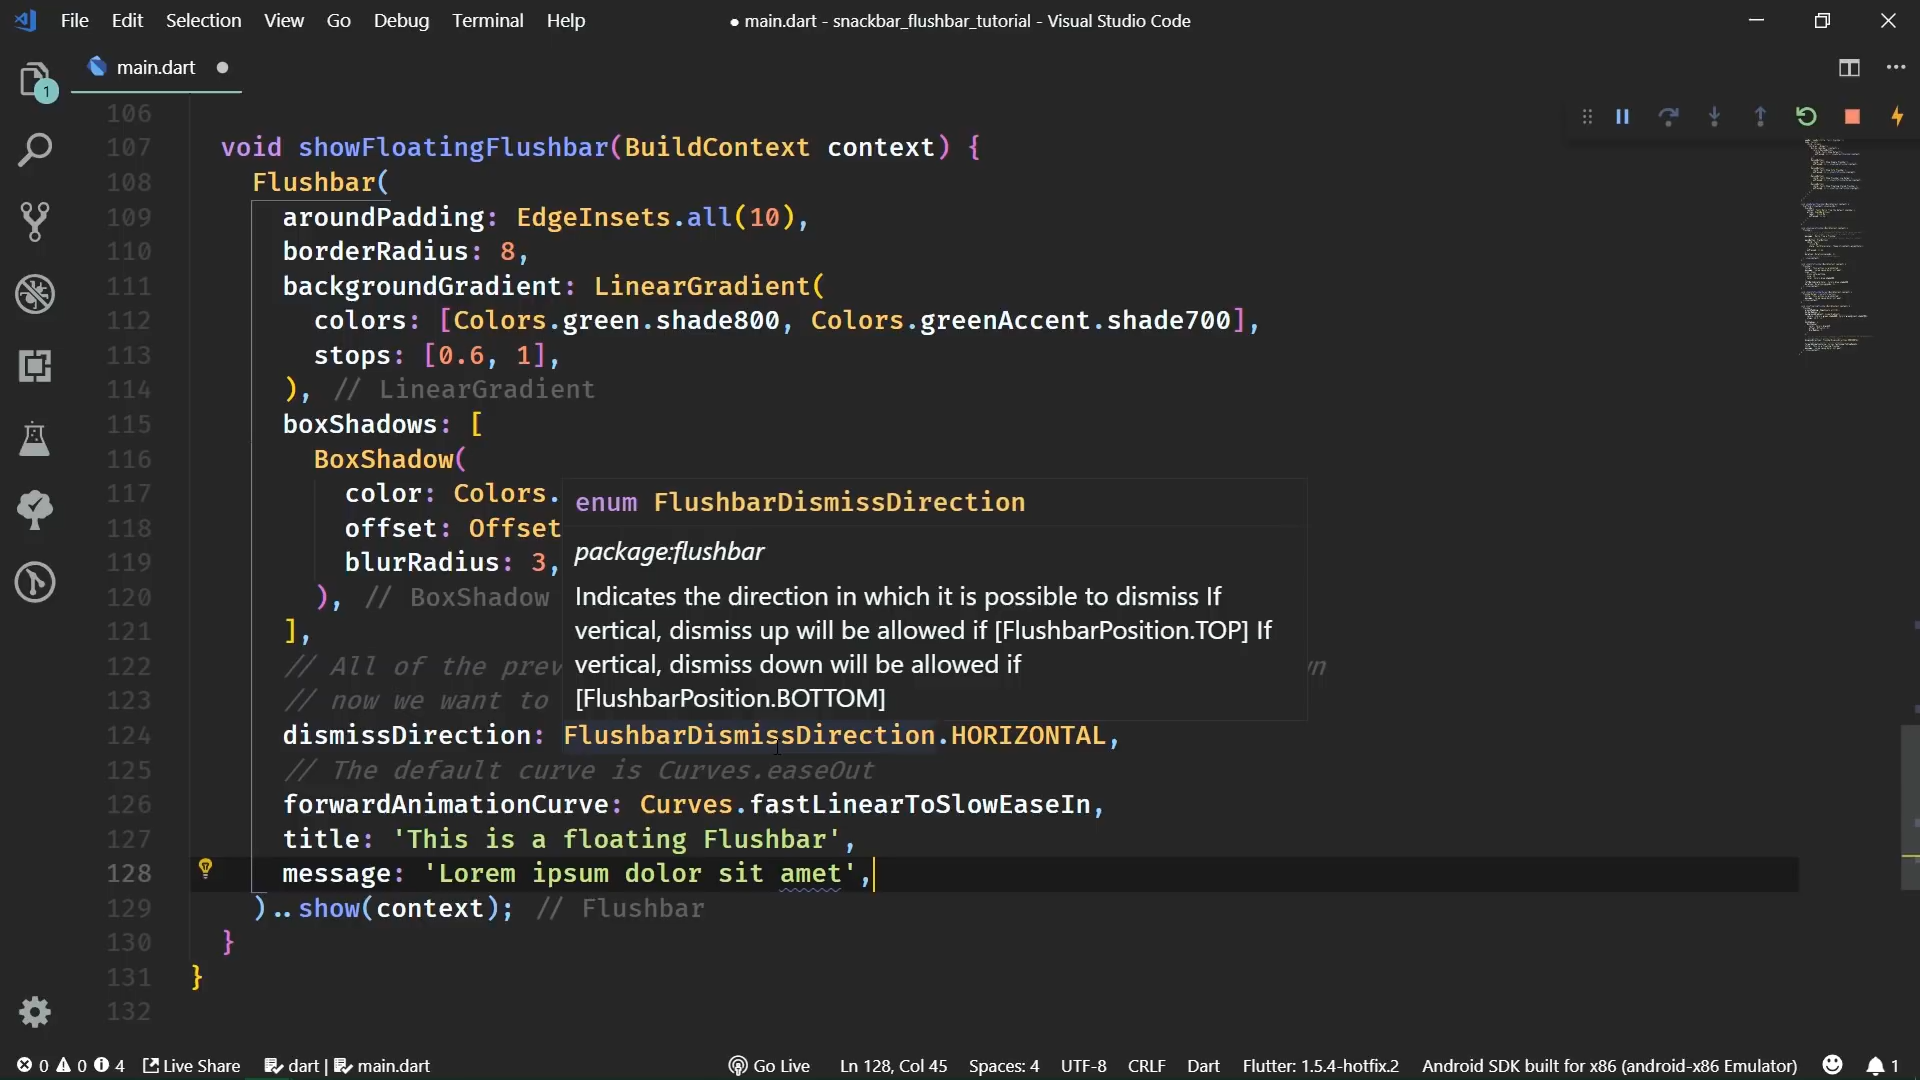 File Edit Selection View Go Debug Terminal Help
● main.dart - snackbar_flushbar_tutorial - Visual Studio Code
main.dart
1
106
107 void showFloatingFlushbar(BuildContext context) {
108 Flushbar(
109 aroundPadding: EdgeInsets.all(10),
110 borderRadius: 8,
111 backgroundGradient: LinearGradient(
112 colors: [Colors.green.shade800, Colors.greenAccent.shade700],
113 stops: [0.6, 1],
114 ), // LinearGradient
115 boxShadows: [
116 BoxShadow(
117 color: Colors.
118 offset: Offset
119 blurRadius: 3,
120 ), // BoxShadow
121 ],
122 // All of the prev
123 // now we want to
enum FlushbarDismissDirection
package:flushbar
Indicates the direction in which it is possible to dismiss If
vertical, dismiss up will be allowed if [FlushbarPosition.TOP] If
vertical, dismiss down will be allowed if
[FlushbarPosition.BOTTOM]
124 dismissDirection: FlushbarDismissDirection.HORIZONTAL,
125 // The default curve is Curves.easeOut
126 forwardAnimationCurve: Curves.fastLinearToSlowEaseIn,
127 title: 'This is a floating Flushbar',
128 message: 'Lorem ipsum dolor sit amet',
129 )..show(context); // Flushbar
130 }
131 }
132
0 0 4 Live Share dart | main.dart Go Live Ln 128, Col 45 Spaces: 4 UTF-8 CRLF Dart Flutter: 1.5.4-hotfix.2 Android SDK built for x86 (android-x86 Emulator) 1